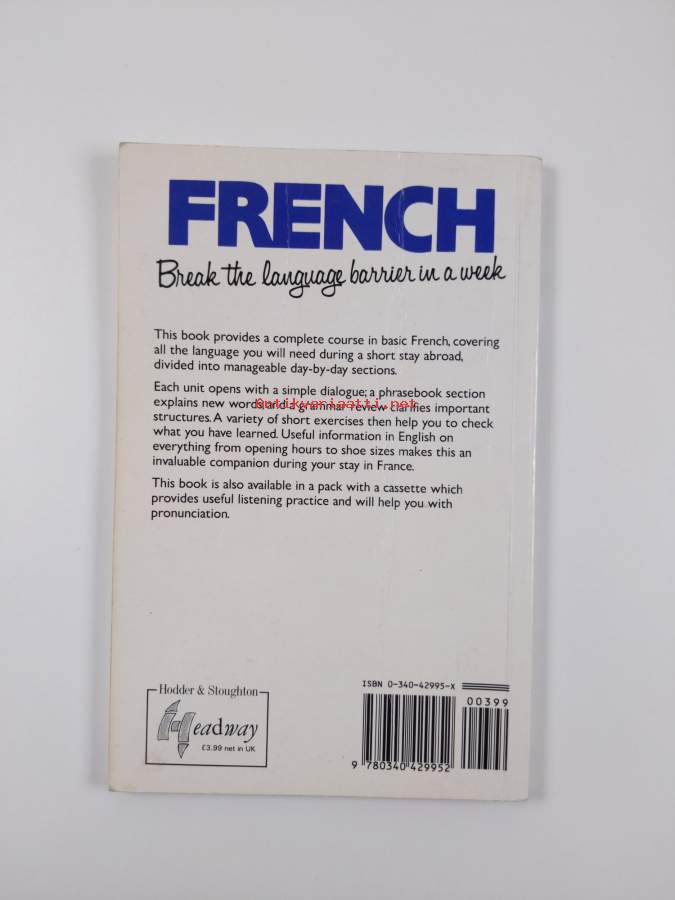 FRENCH
Break the language barrier in a week
This book provides a complete course in basic French, covering
all the language you will need during a short stay abroad,
divided into manageable day-by-day sections.
Each unit opens with a simple dialogue; a phrasebook section
explains new words and a grammar review clarifies important
antikvariaatti.net
structures. A variety of short exercises then help you to check
what you have learned. Useful information in English on
everything from opening hours to shoe sizes makes this an
invaluable companion during your stay in France.
This book is also available in a pack with a cassette which
provides useful listening practice and will help you with
pronunciation.
Hodder & Stoughton
Headway
£3.99 net in UK
ISBN 0-340-42995-X
00399
9 780340 429952